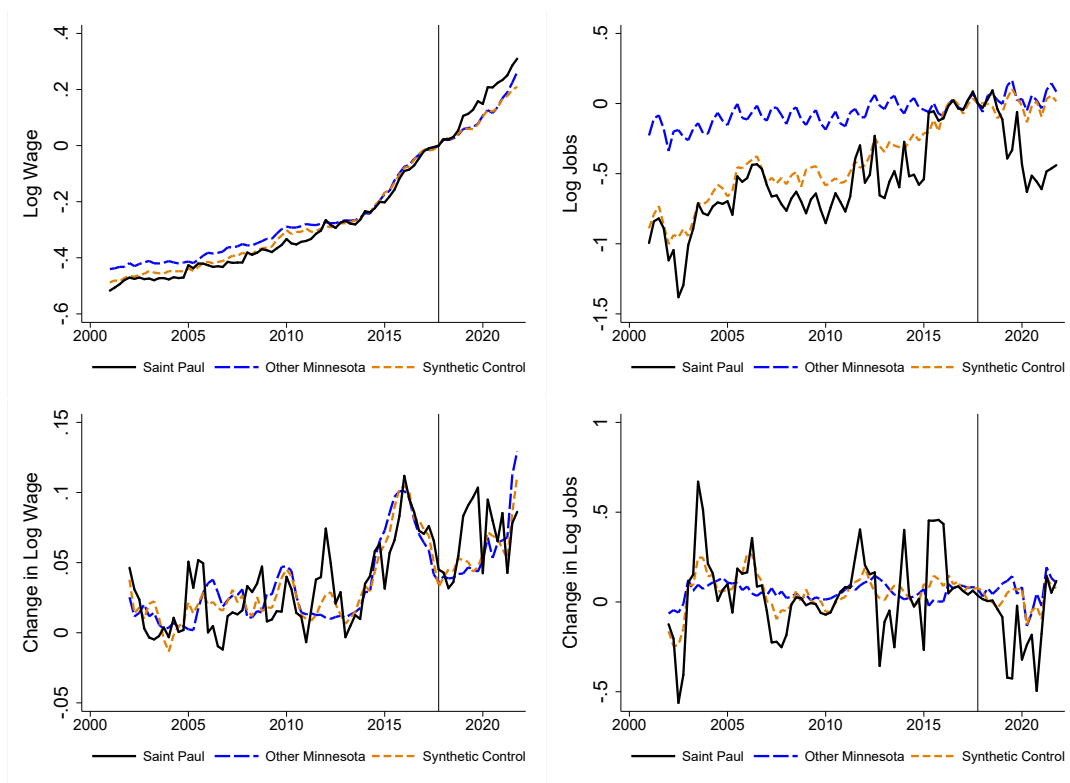 Log Wage
.4
.2
0
-.2
-.4
-.6
2000 2005 2010 2015 2020
Saint Paul Other Minnesota Synthetic Control
Log Jobs
.5
0
-.5
-1
-1.5
2000 2005 2010 2015 2020
Saint Paul Other Minnesota Synthetic Control
Change in Log Wage
.15
.1
.05
0
-.05
2000 2005 2010 2015 2020
Saint Paul Other Minnesota Synthetic Control
Change in Log Jobs
1
.5
0
-.5
2000 2005 2010 2015 2020
Saint Paul Other Minnesota Synthetic Control